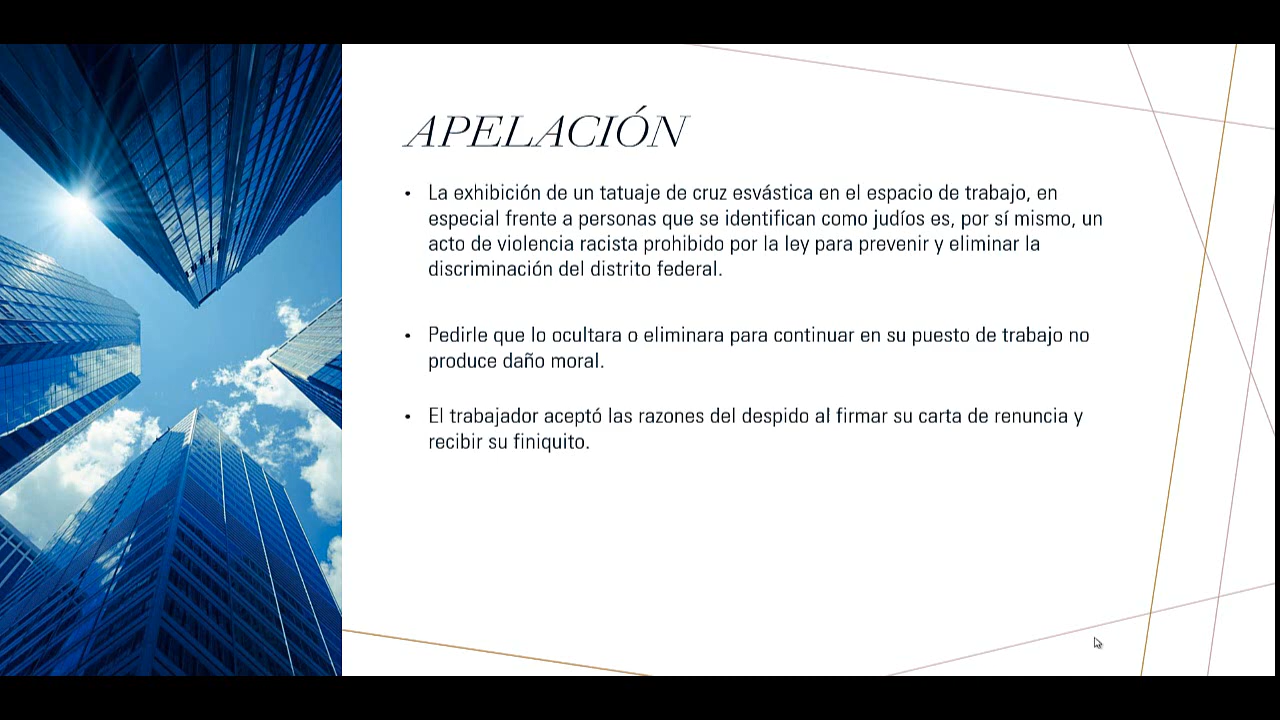 APELACIÓN
• La exhibición de un tatuaje de cruz esvástica en el espacio de trabajo, en
especial frente a personas que se identifican como judíos es, por sí mismo, un
acto de violencia racista prohibido por la ley para prevenir y eliminar la
discriminación del distrito federal.
• Pedirle que lo ocultara o eliminara para continuar en su puesto de trabajo no
produce daño moral.
• El trabajador aceptó las razones del despido al firmar su carta de renuncia y
recibir su finiquito.